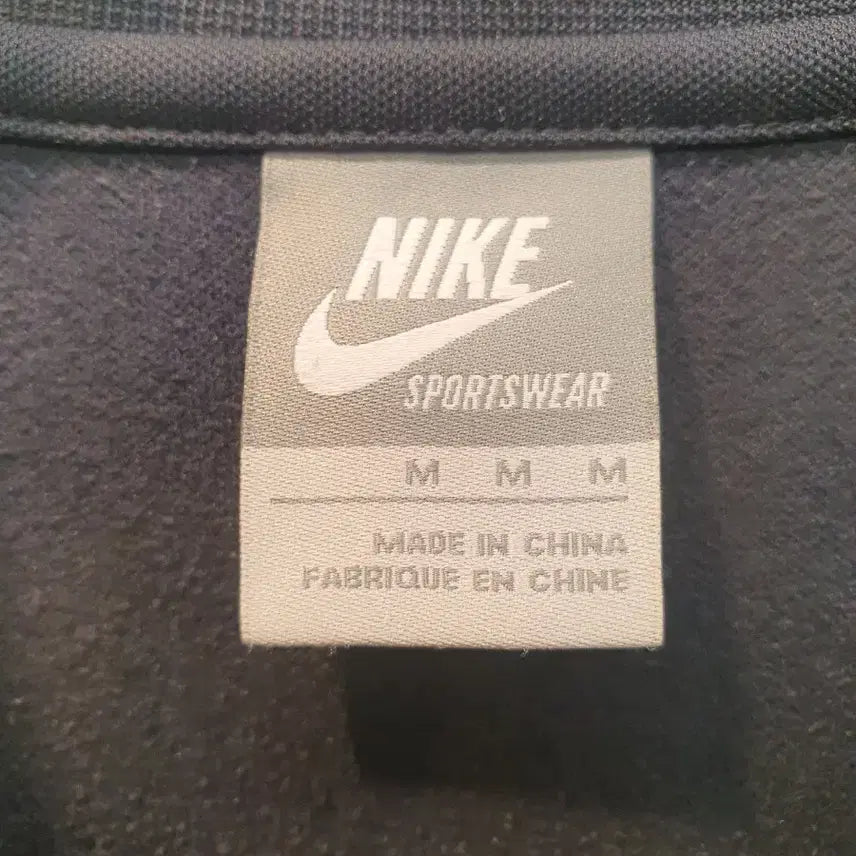 NIKE
SPORTSWEAR
M M M
MADE IN CHINA
FABRIQUE EN CHINE